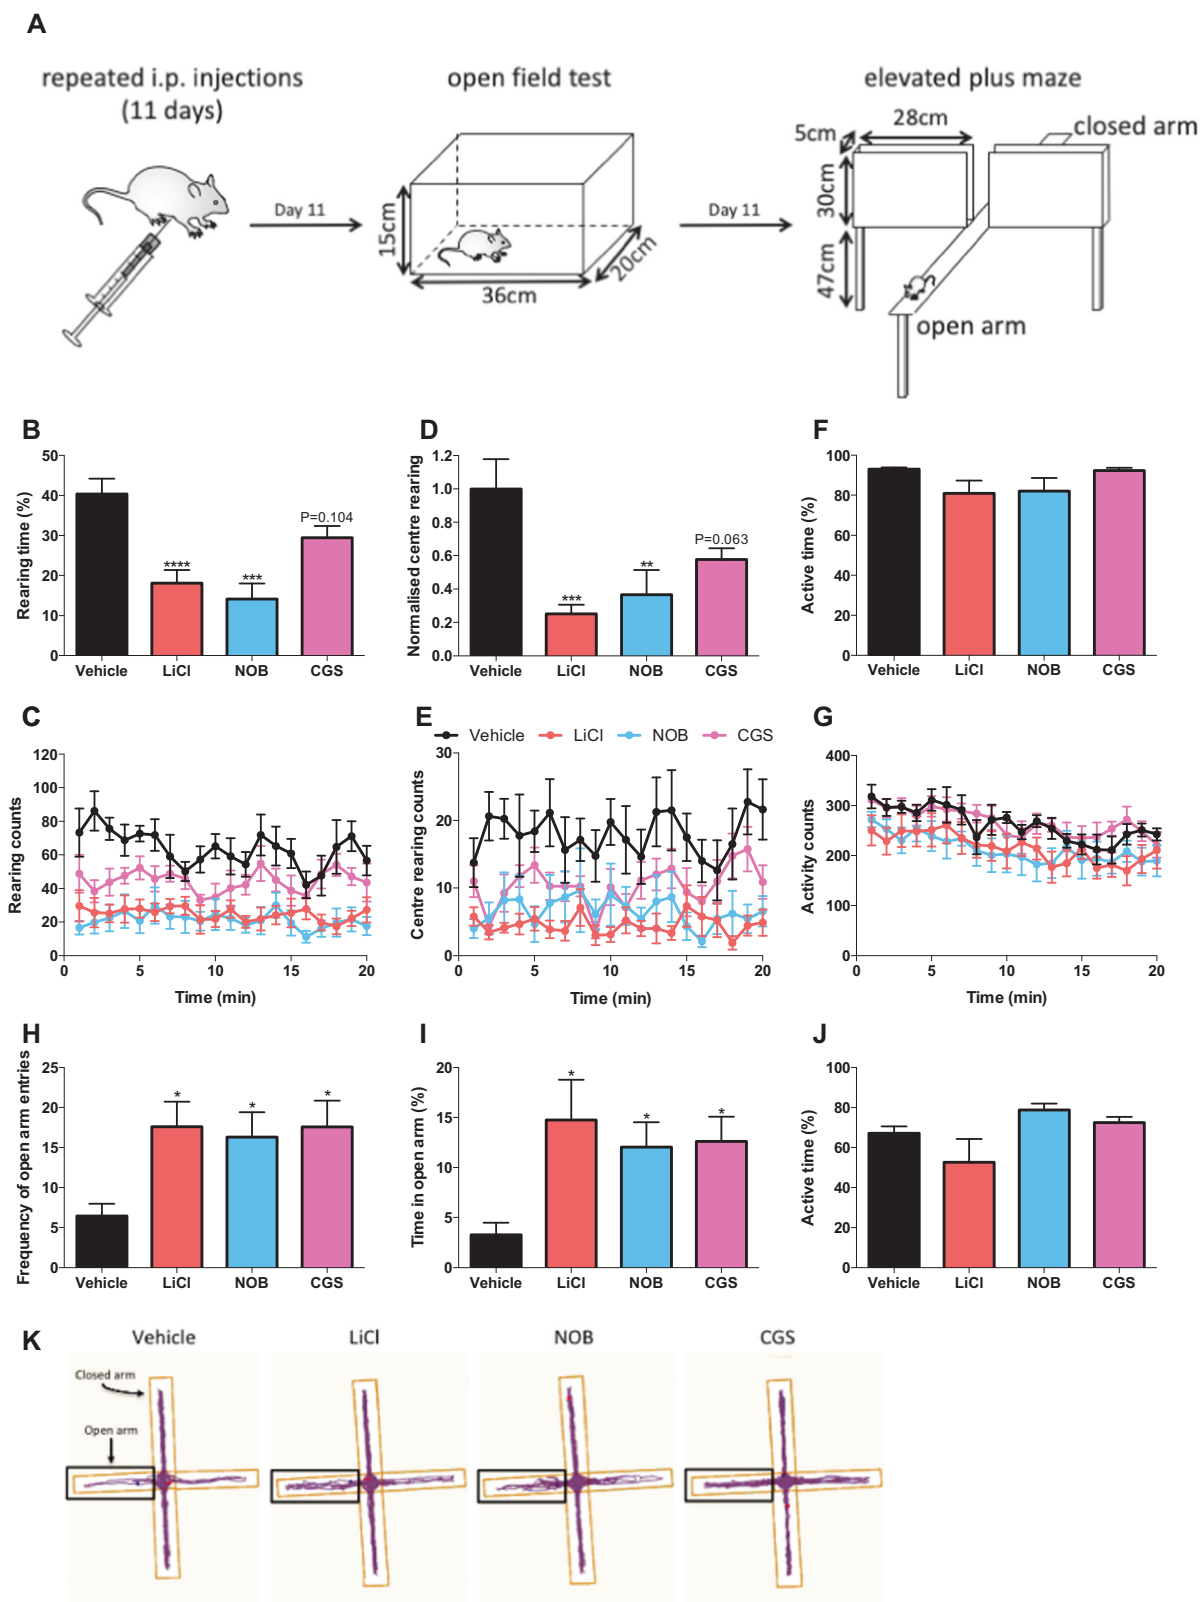 A
repeated i.p. injections
(11 days)
open field test
elevated plus maze
Day 11
15cm
36cm
20cm
Day 11
5cm
28cm
closed arm
30cm
47cm
open arm
B
Rearing time (%)
50
40
30
20
10
0
****
***
P=0.104
Vehicle LiCl NOB CGS
D
Normalised centre rearing
1.2
1.0
0.8
0.6
0.4
0.2
0.0
***
**
P=0.063
Vehicle LiCl NOB CGS
F
Active time (%)
100
80
60
40
20
0
Vehicle LiCl NOB CGS
C
Rearing counts
120
100
80
60
40
20
0
0 5 10 15 20
Time (min)
E
Vehicle LiCl NOB CGS
Centre rearing counts
30
20
10
0
0 5 10 15 20
Time (min)
G
Activity counts
400
300
200
100
0
0 5 10 15 20
Time (min)
H
Frequency of open arm entries
25
20
15
10
5
0
* * *
Vehicle LiCl NOB CGS
I
Time in open arm (%)
20
15
10
5
0
* * *
Vehicle LiCl NOB CGS
J
Active time (%)
100
80
60
40
20
0
Vehicle LiCl NOB CGS
K
Vehicle LiCl NOB CGS
Closed arm
Open arm